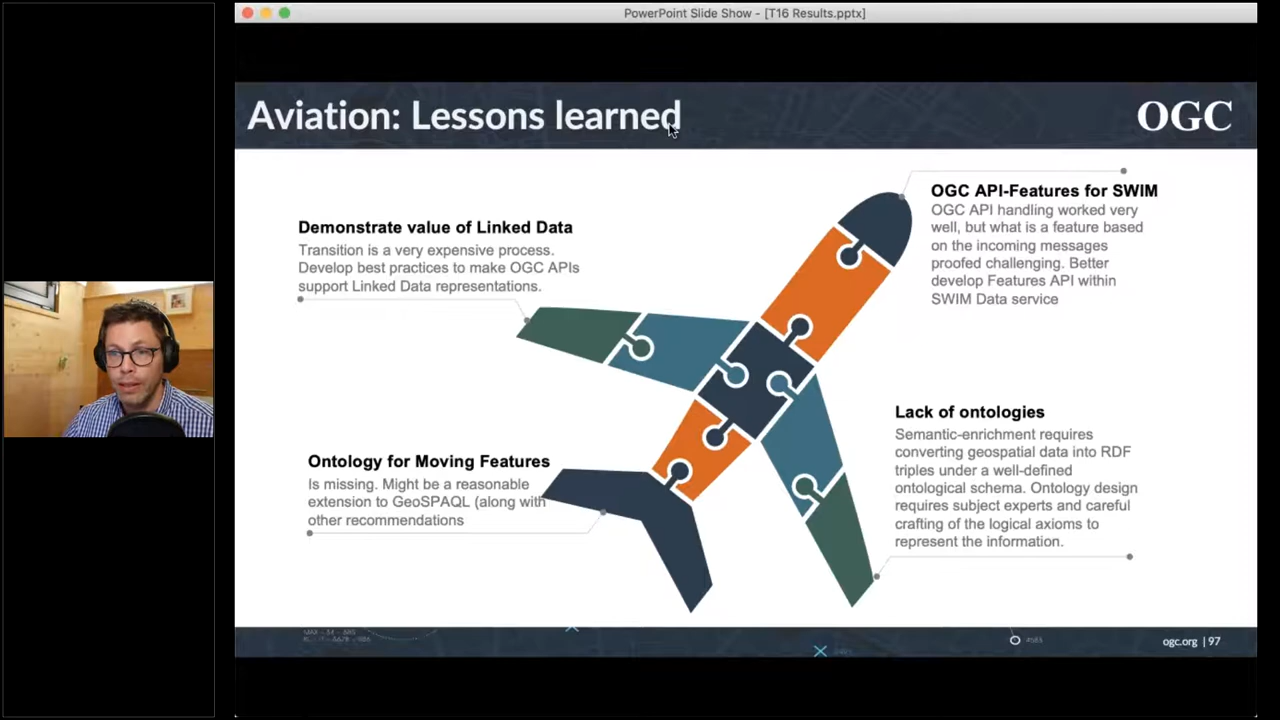 PowerPoint Slide Show - [T16 Results.pptx]
Aviation: Lessons learned
OGC
Demonstrate value of Linked Data
Transition is a very expensive process.
Develop best practices to make OGC APIs
support Linked Data representations.
OGC API-Features for SWIM
OGC API handling worked very
well, but what is a feature based
on the incoming messages
proofed challenging. Better
develop Features API within
SWIM Data service
Ontology for Moving Features
Is missing. Might be a reasonable
extension to GeoSPAQL (along with
other recommendations
Lack of ontologies
Semantic-enrichment requires
converting geospatial data into RDF
triples under a well-defined
ontological schema. Ontology design
requires subject experts and careful
crafting of the logical axioms to
represent the information.
ogc.org | 97